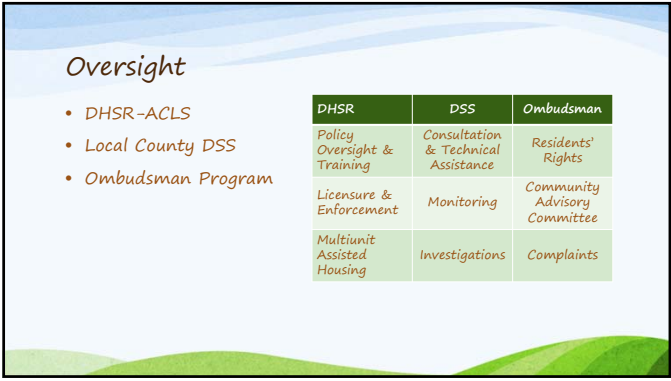 Oversight
• DHSR-ACLS
• Local County DSS
• Ombudsman Program
DHSR DSS Ombudsman
Policy
Oversight &
Training
Consultation
& Technical
Assistance
Residents'
Rights
Licensure &
Enforcement
Monitoring
Community
Advisory
Committee
Multiunit
Assisted
Housing
Investigations
Complaints